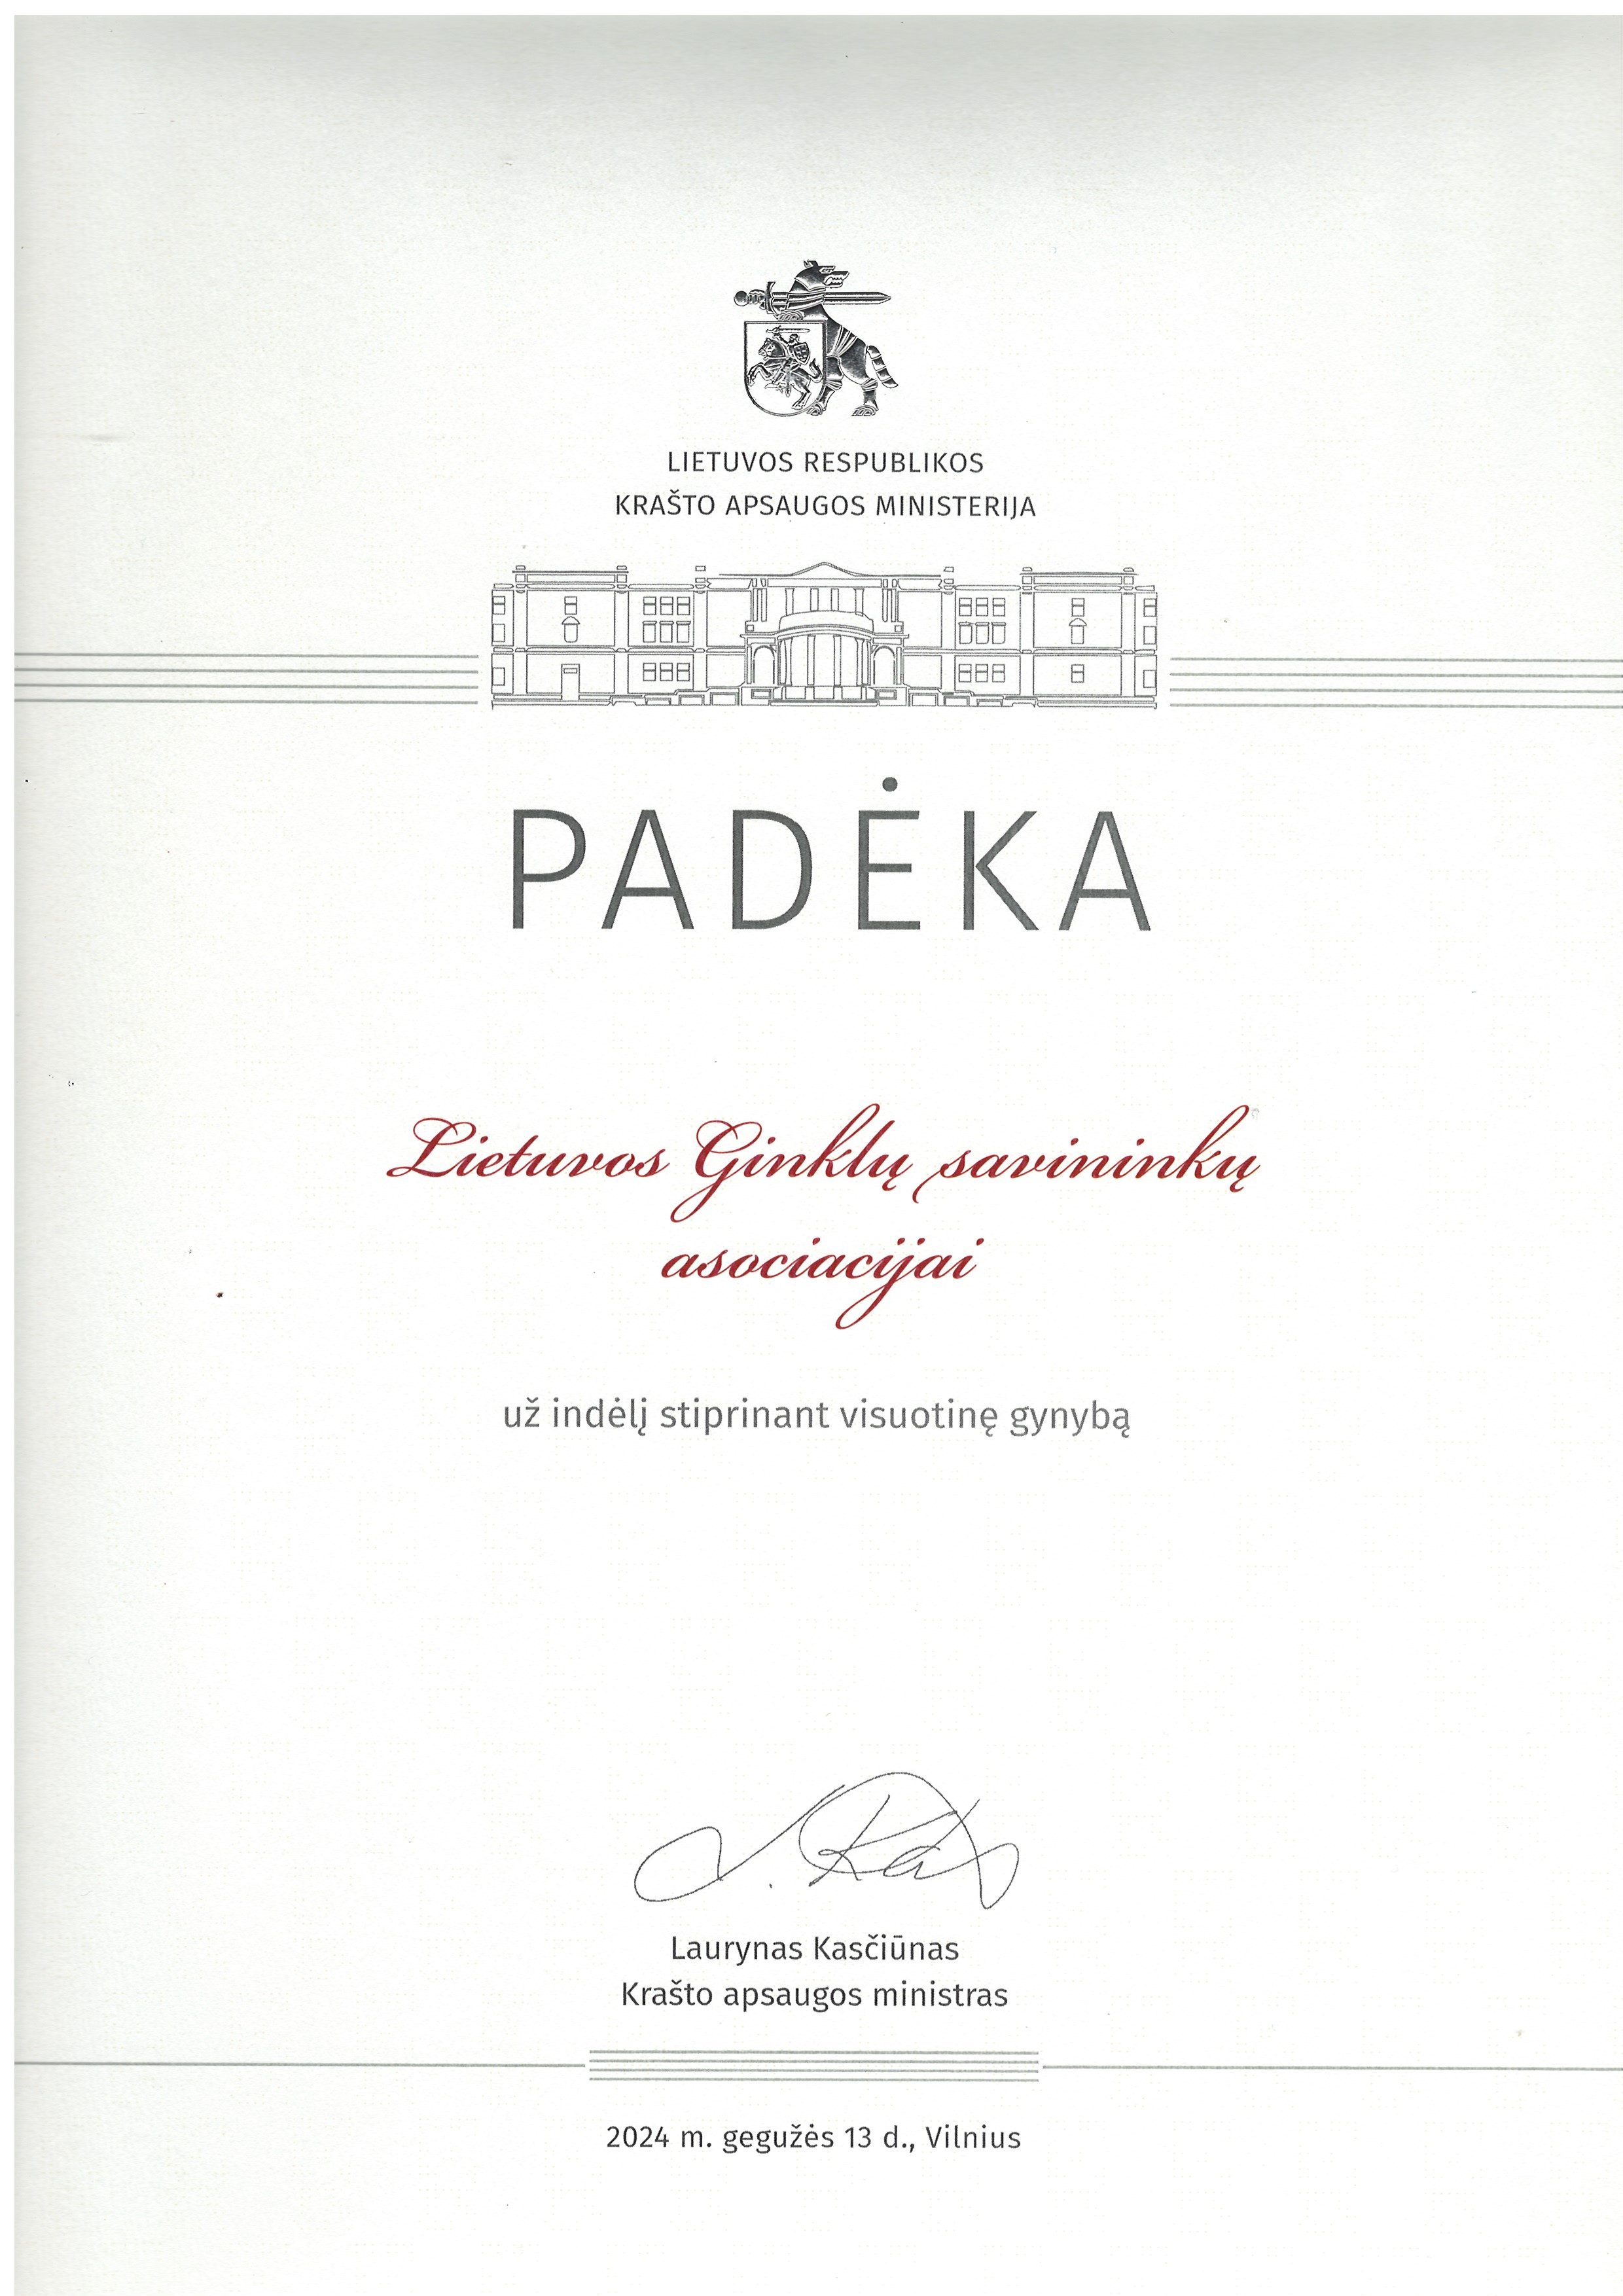 LIETUVOS RESPUBLIKOS
KRAŠTO APSAUGOS MINISTERIJA
PADĖKA
Lietuvos Ginklų savininkų
asociacijai
už indėlį stiprinant visuotinę gynybą
Laurynas Kasčiūnas
Krašto apsaugos ministras
2024 m. gegužės 13 d., Vilnius